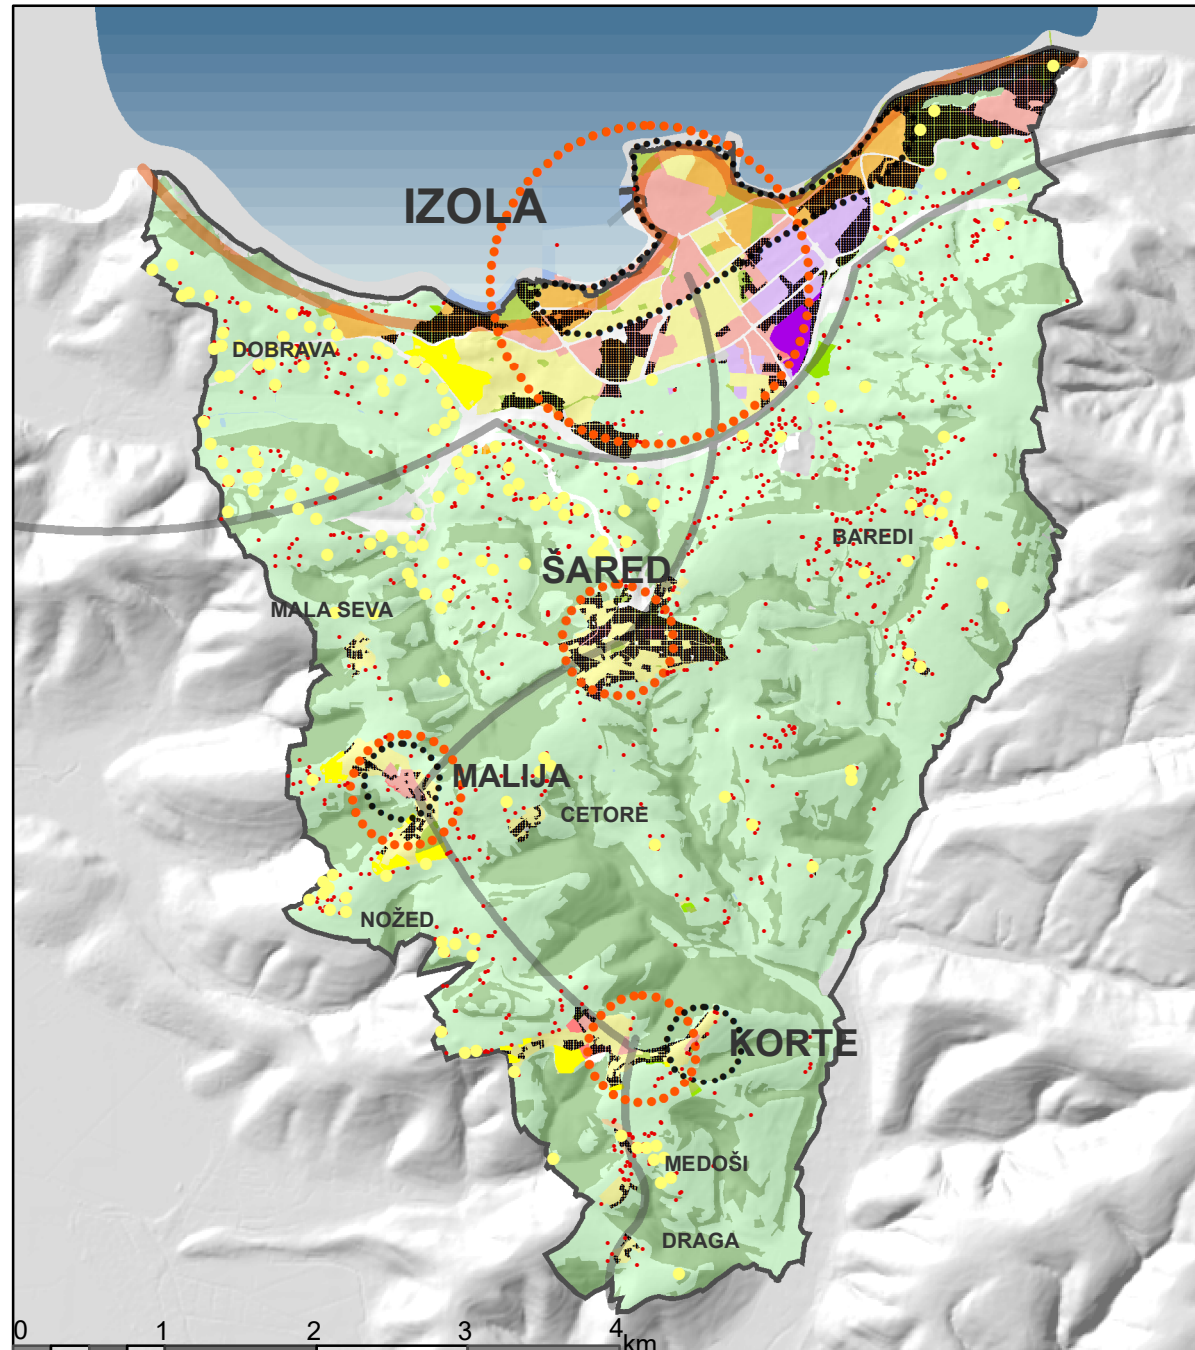 IZOLA
DOBRAVA
BAREDI
ŠARED
MALA SEVA
MALIJA
CETORE
NOŽED
KORTE
MEDOŠI
DRAGA
0 1 2 3 4 km